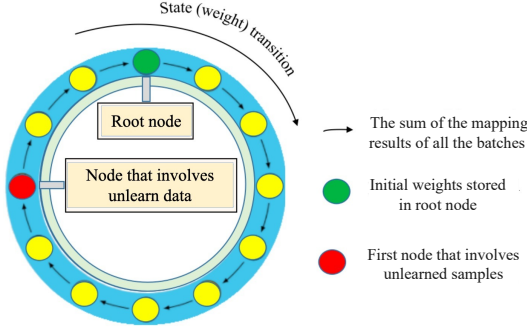 State (weight) transition
Root node
Node that involves
unlearn data
The sum of the mapping
results of all the batches
Initial weights stored
in root node
First node that involves
unlearned samples